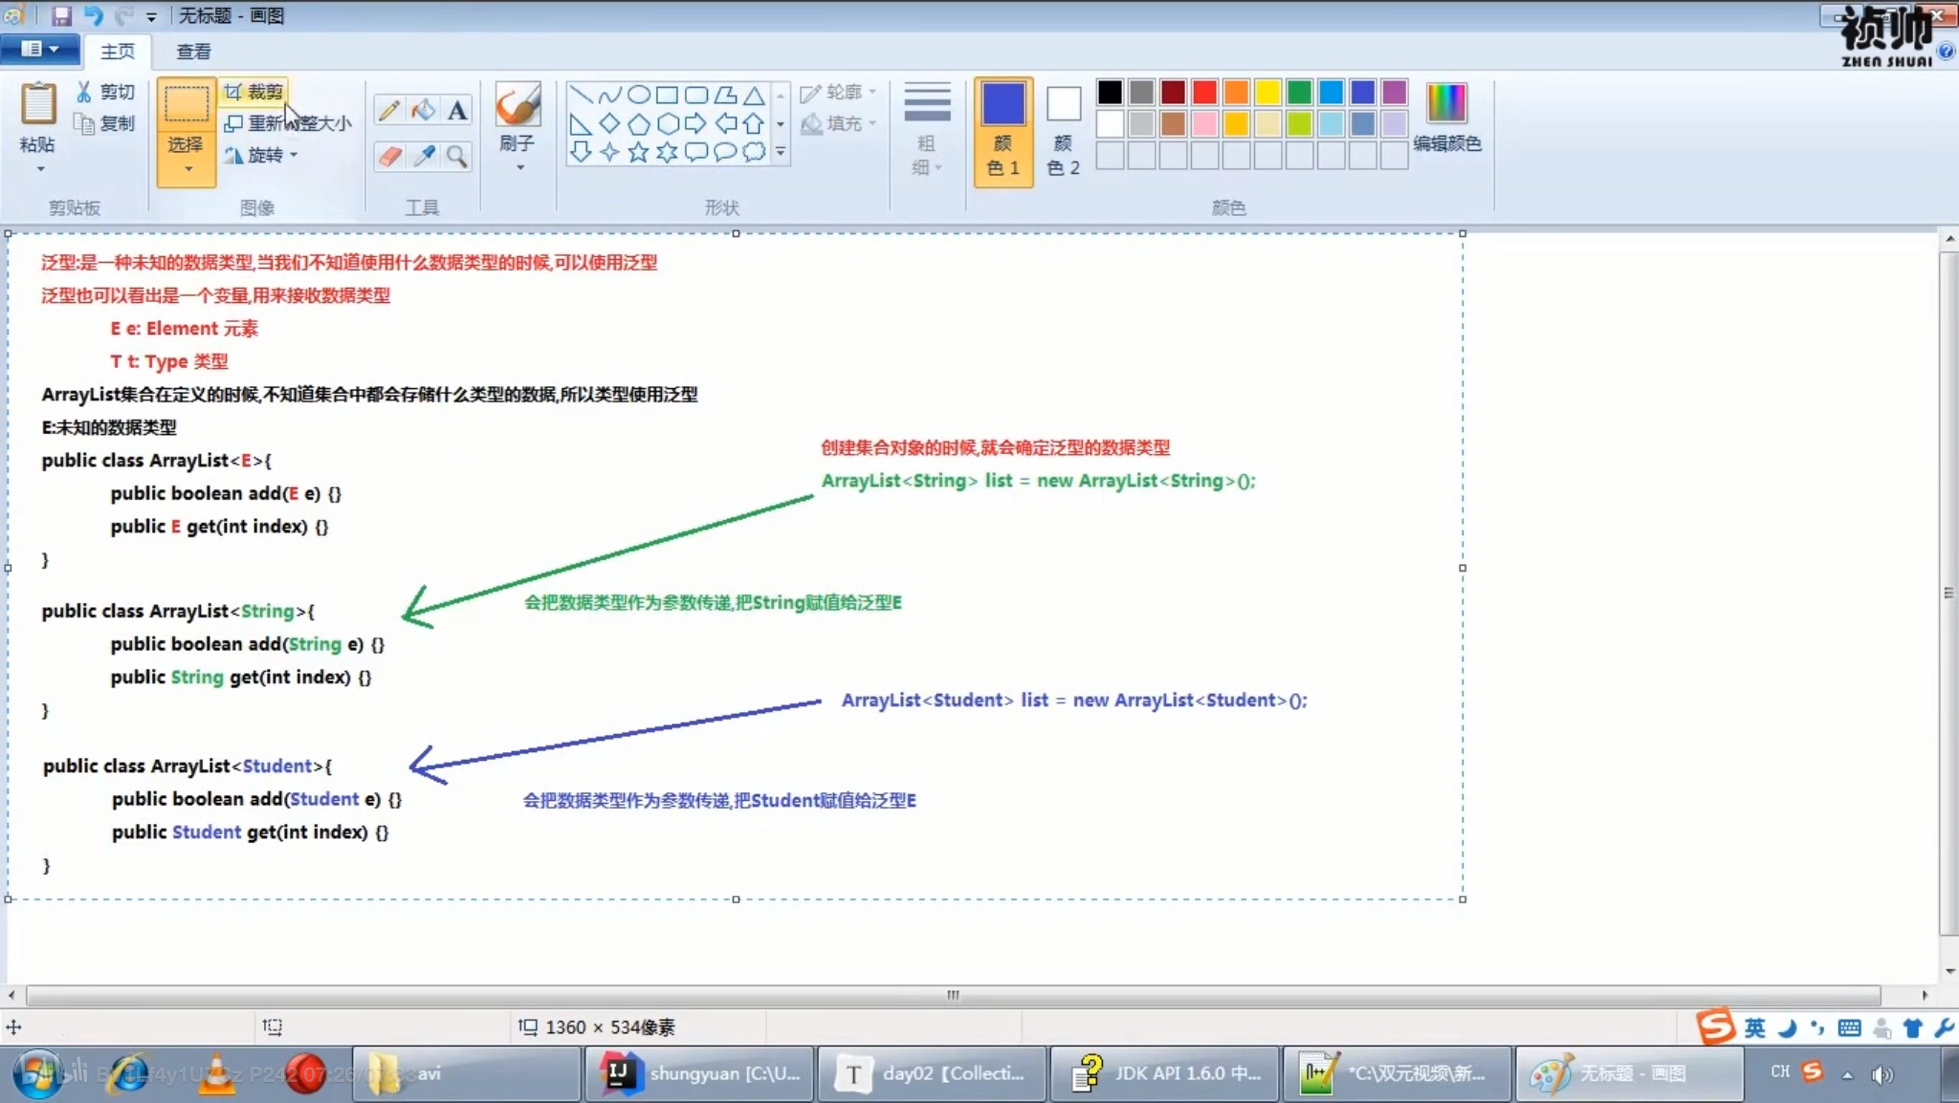 无标题 - 画图
祯帅
ZHEN SHUAI
主页
查看
粘贴
剪切
复制
剪贴板
选择
裁剪
重新调整大小
旋转
图像
A
工具
刷子
形状
轮廓
填充
粗细
颜色 1
颜色 2
编辑颜色
颜色
泛型:是一种未知的数据类型,当我们不知道使用什么数据类型的时候,可以使用泛型
泛型也可以看出是一个变量,用来接收数据类型
E e: Element 元素
T t: Type 类型
ArrayList集合在定义的时候,不知道集合中都会存储什么类型的数据,所以类型使用泛型
E:未知的数据类型
public class ArrayList<E>{
public boolean add(E e) {}
public E get(int index) {}
}
创建集合对象的时候,就会确定泛型的数据类型
ArrayList<String> list = new ArrayList<String>();
会把数据类型作为参数传递,把String赋值给泛型E
public class ArrayList<String>{
public boolean add(String e) {}
public String get(int index) {}
}
ArrayList<Student> list = new ArrayList<Student>();
public class ArrayList<Student>{
public boolean add(Student e) {}
public Student get(int index) {}
}
会把数据类型作为参数传递,把Student赋值给泛型E
1360 × 534像素
英
avi
shungyuan [C:\U...
day02【Collecti...
JDK API 1.6.0 中...
*C:\双元视频\新...
无标题 - 画图
CH